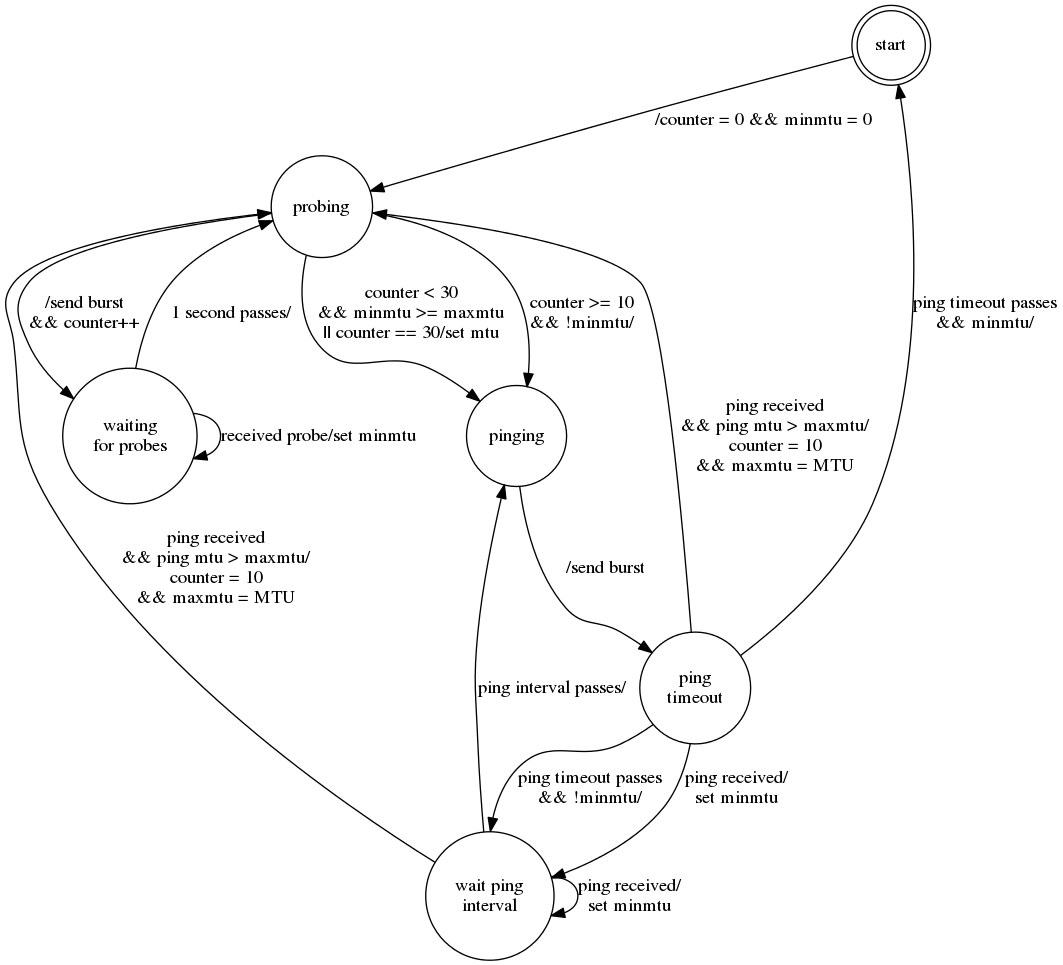 start
/counter = 0 && minmtu = 0
probing
/send burst
&& counter++
1 second passes/
counter < 30
&& minmtu >= maxmtu
|| counter == 30/set mtu
counter >= 10
&& !minmtu/
ping timeout passes
&& minmtu/
waiting
for probes
received probe/set minmtu
pinging
ping received
&& ping mtu > maxmtu/
counter = 10
&& maxmtu = MTU
ping received
&& ping mtu > maxmtu/
counter = 10
&& maxmtu = MTU
/send burst
ping interval passes/
ping
timeout
ping timeout passes
&& !minmtu/
ping received/
set minmtu
wait ping
interval
ping received/
set minmtu